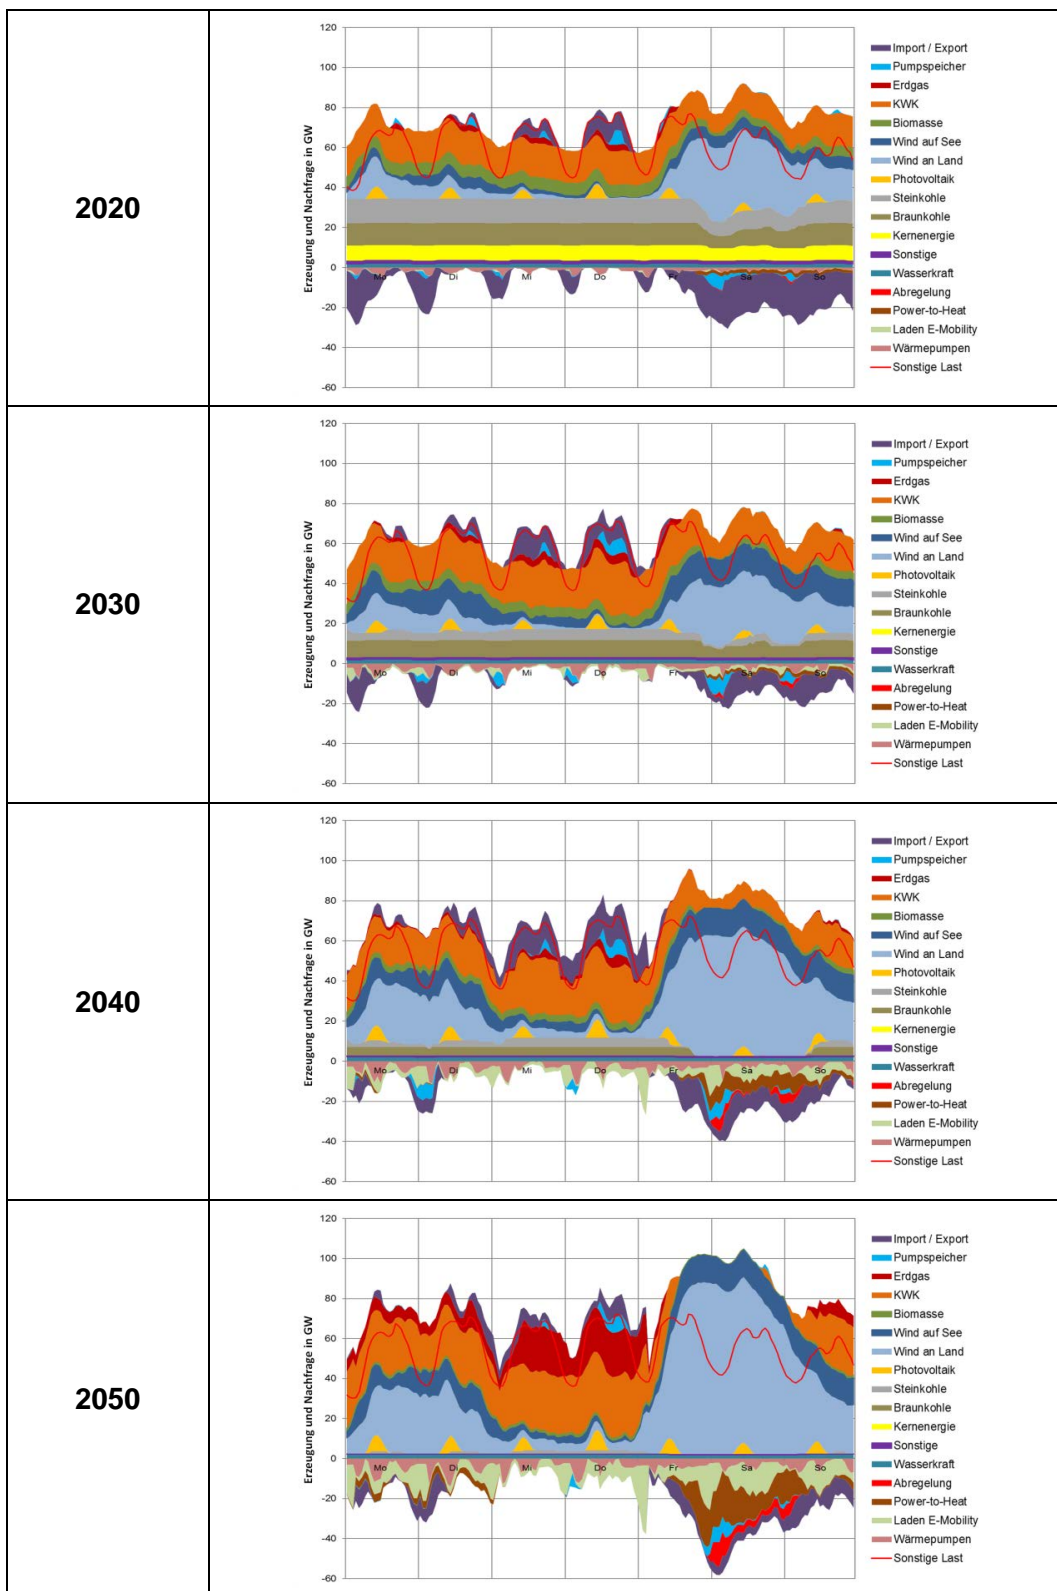 2020
Erzeugung und Nachfrage in GW
120
100
80
60
40
20
0
-20
-40
-60
Mo Di Mi Do Fr Sa So
Import / Export
Pumpspeicher
Erdgas
KWK
Biomasse
Wind auf See
Wind an Land
Photovoltaik
Steinkohle
Braunkohle
Kernenergie
Sonstige
Wasserkraft
Abregelung
Power-to-Heat
Laden E-Mobility
Wärmepumpen
Sonstige Last
2030
Erzeugung und Nachfrage in GW
120
100
80
60
40
20
0
-20
-40
-60
Mo Di Mi Do Fr Sa So
Import / Export
Pumpspeicher
Erdgas
KWK
Biomasse
Wind auf See
Wind an Land
Photovoltaik
Steinkohle
Braunkohle
Kernenergie
Sonstige
Wasserkraft
Abregelung
Power-to-Heat
Laden E-Mobility
Wärmepumpen
Sonstige Last
2040
Erzeugung und Nachfrage in GW
120
100
80
60
40
20
0
-20
-40
-60
Mo Di Mi Do Fr Sa So
Import / Export
Pumpspeicher
Erdgas
KWK
Biomasse
Wind auf See
Wind an Land
Photovoltaik
Steinkohle
Braunkohle
Kernenergie
Sonstige
Wasserkraft
Abregelung
Power-to-Heat
Laden E-Mobility
Wärmepumpen
Sonstige Last
2050
Erzeugung und Nachfrage in GW
120
100
80
60
40
20
0
-20
-40
-60
Mo Di Mi Do Fr Sa So
Import / Export
Pumpspeicher
Erdgas
KWK
Biomasse
Wind auf See
Wind an Land
Photovoltaik
Steinkohle
Braunkohle
Kernenergie
Sonstige
Wasserkraft
Abregelung
Power-to-Heat
Laden E-Mobility
Wärmepumpen
Sonstige Last